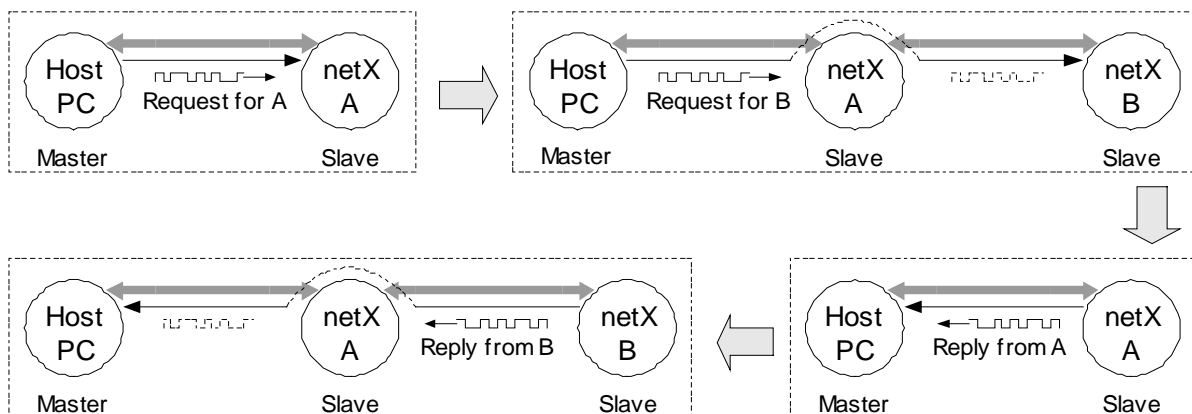 Host
PC
netX
A
Request for A
Master
Slave
Host
PC
netX
A
netX
B
Request for B
Master
Slave
Slave
Host
PC
netX
A
netX
B
Reply from B
Master
Slave
Slave
Host
PC
netX
A
Reply from A
Master
Slave